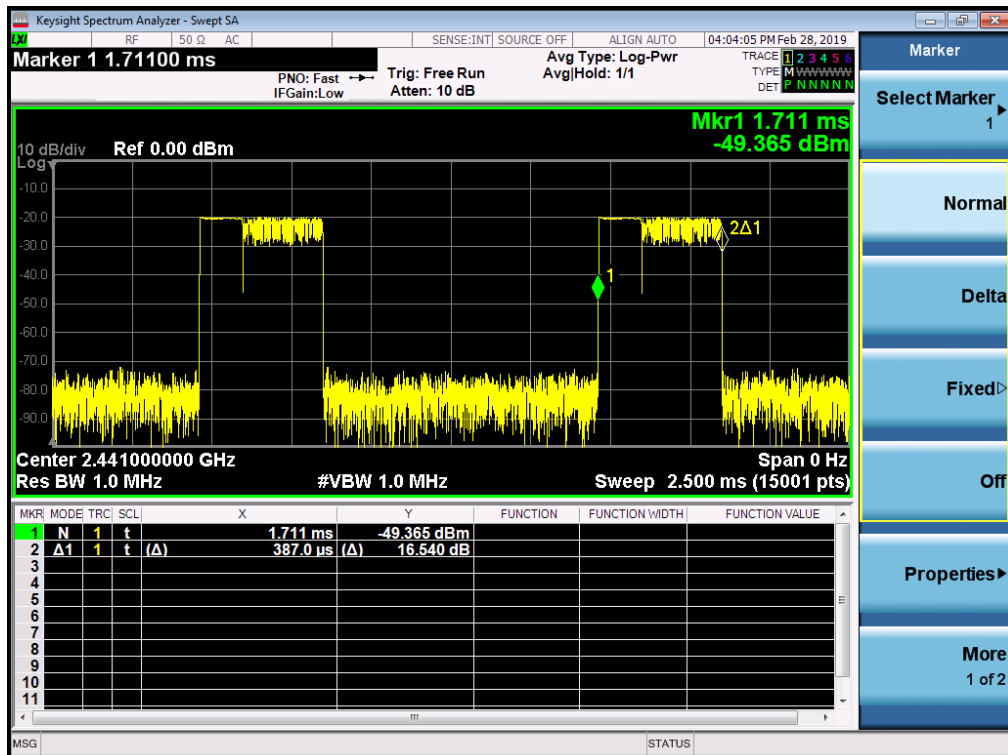 Keysight Spectrum Analyzer - Swept SA
LXI RF 50 Ω AC SENSE:INT SOURCE OFF ALIGN AUTO 04:04:05 PM Feb 28, 2019
Marker 1 1.71100 ms
PNO: Fast
IFGain:Low
Trig: Free Run
Atten: 10 dB
Avg Type: Log-Pwr
Avg|Hold: 1/1
TRACE 1 2 3 4 5 6
TYPE M WWWWW
DET P N N N N N
Mkr1 1.711 ms
-49.365 dBm
10 dB/div Ref 0.00 dBm
Log
-10.0
-20.0
-30.0
-40.0
-50.0
-60.0
-70.0
-80.0
-90.0
2Δ1
1
Center 2.441000000 GHz Span 0 Hz
Res BW 1.0 MHz #VBW 1.0 MHz Sweep 2.500 ms (15001 pts)
MKR MODE TRC SCL X Y FUNCTION FUNCTION WIDTH FUNCTION VALUE
1 N 1 t 1.711 ms -49.365 dBm
2 Δ1 1 t (Δ) 387.0 µs (Δ) 16.540 dB
3
4
5
6
7
8
9
10
11
MSG STATUS
Marker
Select Marker
1
Normal
Delta
Fixed
Off
Properties
More
1 of 2